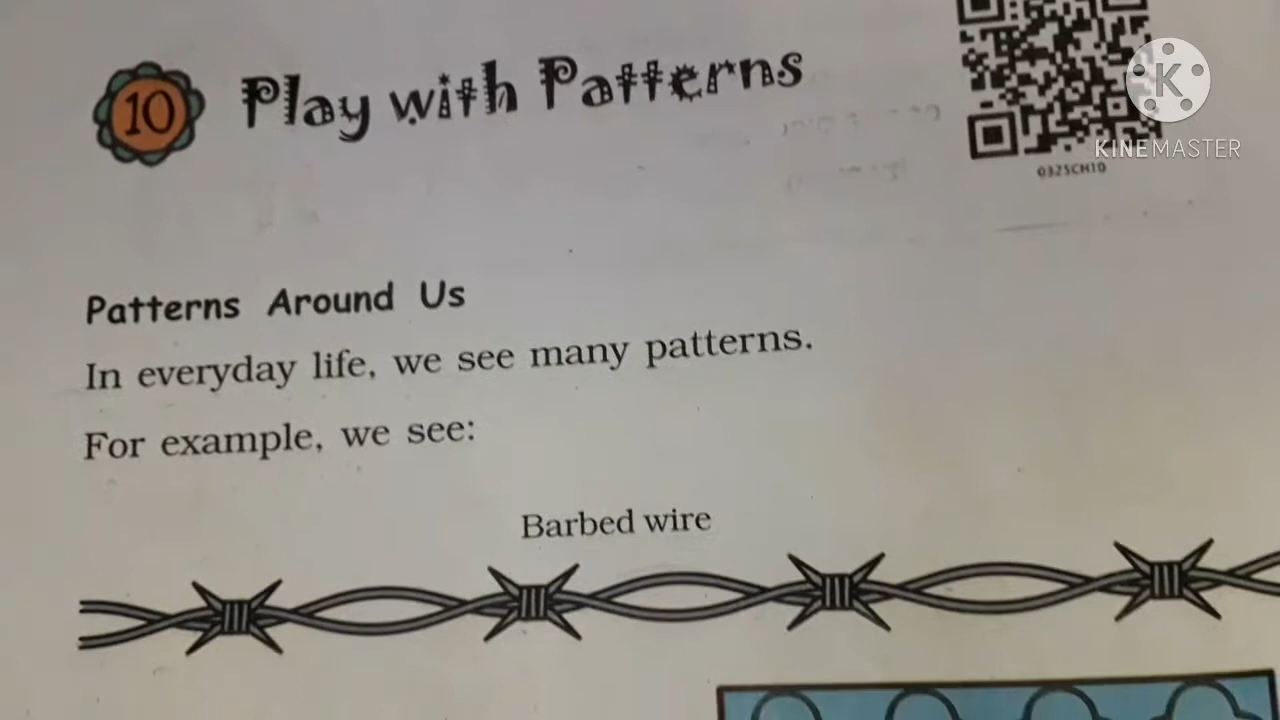 10 Play with Patterns
KINEMASTER
0325CH10
Patterns Around Us
In everyday life, we see many patterns.
For example, we see:
Barbed wire